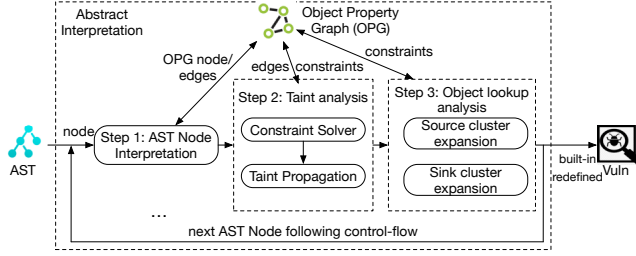 Abstract
Interpretation
Object Property
Graph (OPG)
OPG node/
edges
edges
constraints
constraints
Step 2: Taint analysis
Step 3: Object lookup
analysis
node
Step 1: AST Node
Interpretation
Constraint Solver
Taint Propagation
Source cluster
expansion
Sink cluster
expansion
AST
built-in
redefined
Vuln
...
next AST Node following control-flow